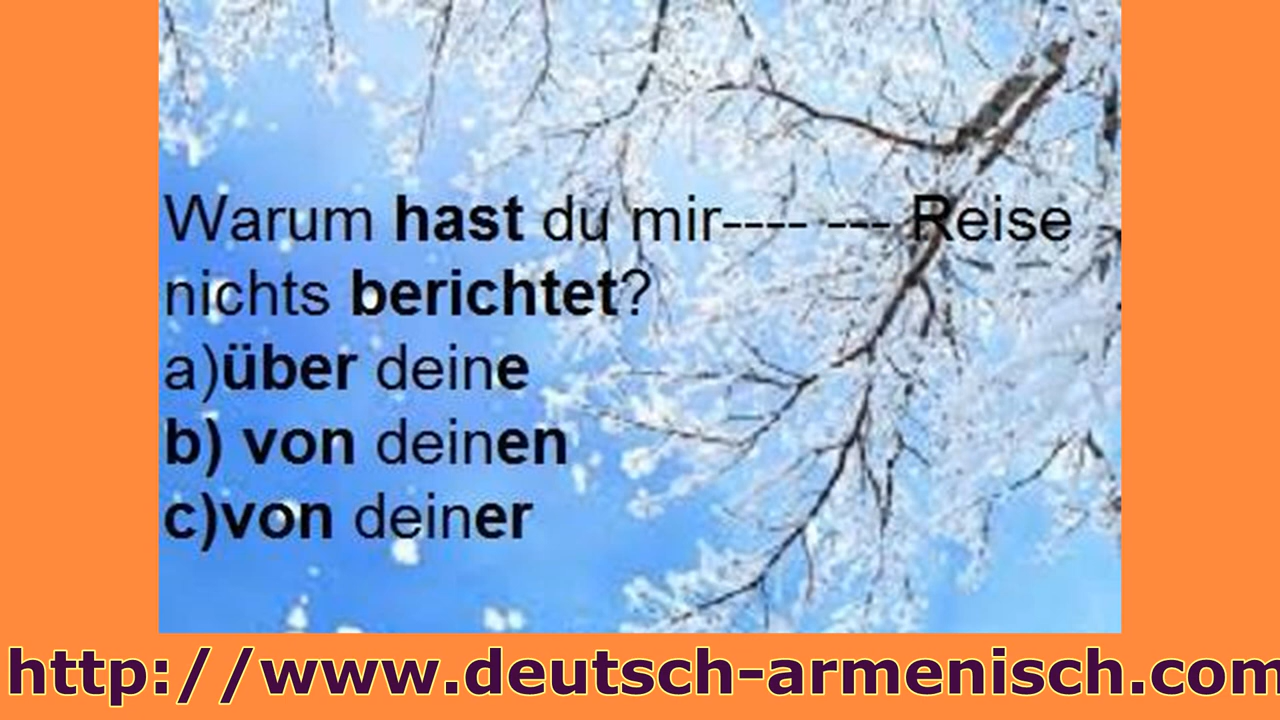 Warum hast du mir---- --- Reise
nichts berichtet?
a)über deine
b) von deinen
c)von deiner
http://www.deutsch-armenisch.com